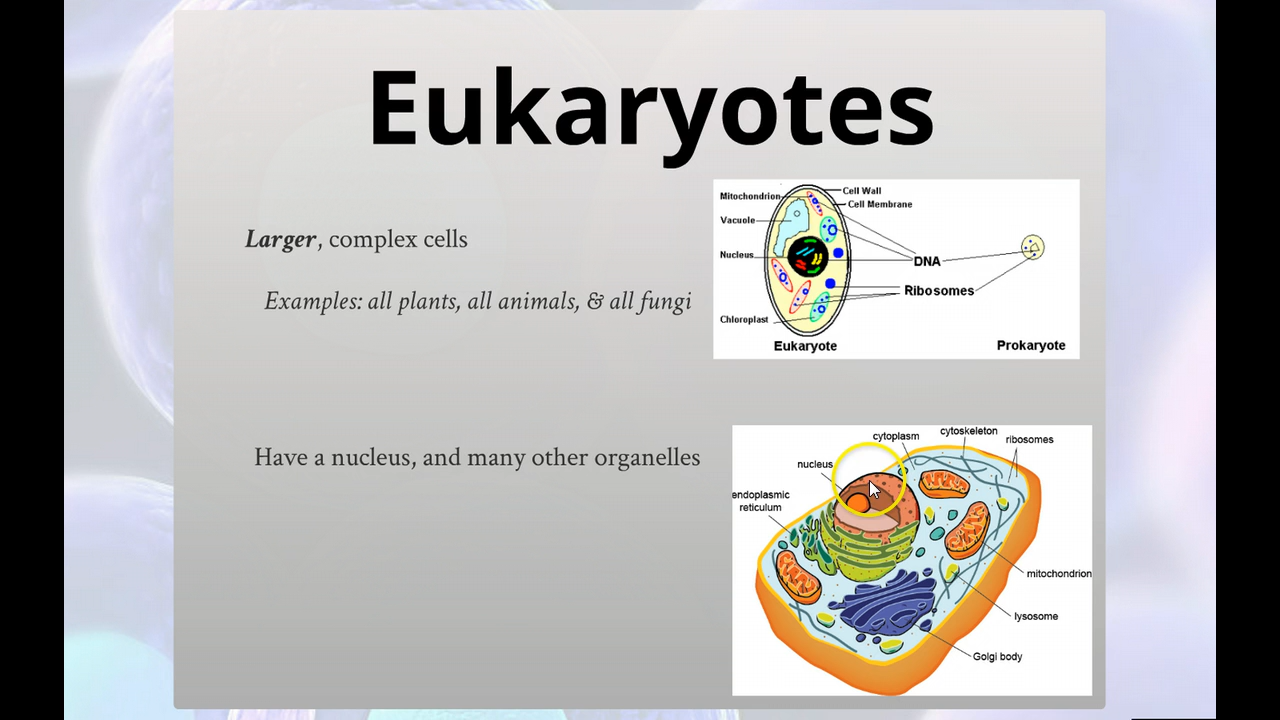 Eukaryotes
Larger, complex cells
Examples: all plants, all animals, & all fungi
Mitochondrion
Cell Wall
Cell Membrane
Vacuole
Nucleus
DNA
Ribosomes
Chloroplast
Eukaryote
Prokaryote
Have a nucleus, and many other organelles
cytoplasm
cytoskeleton
ribosomes
nucleus
endoplasmic
reticulum
mitochondrion
lysosome
Golgi body